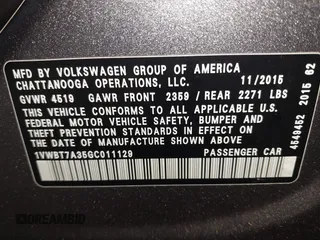 MFD BY VOLKSWAGEN GROUP OF AMERICA
CHATTANOOGA OPERATIONS, LLC. 11/2015
GVWR 4519 GAWR FRONT 2359 / REAR 2271 LBS
THIS VEHICLE CONFORMS TO ALL APPLICABLE U.S.
FEDERAL MOTOR VEHICLE SAFETY, BUMPER AND
THEFT PREVENTION STANDARDS IN EFFECT ON
THE DATE OF MANUFACTURE SHOWN ABOVE
1VWBT7A35GC011129 PASSENGER CAR
4549452 2015 62
© DREAMBID